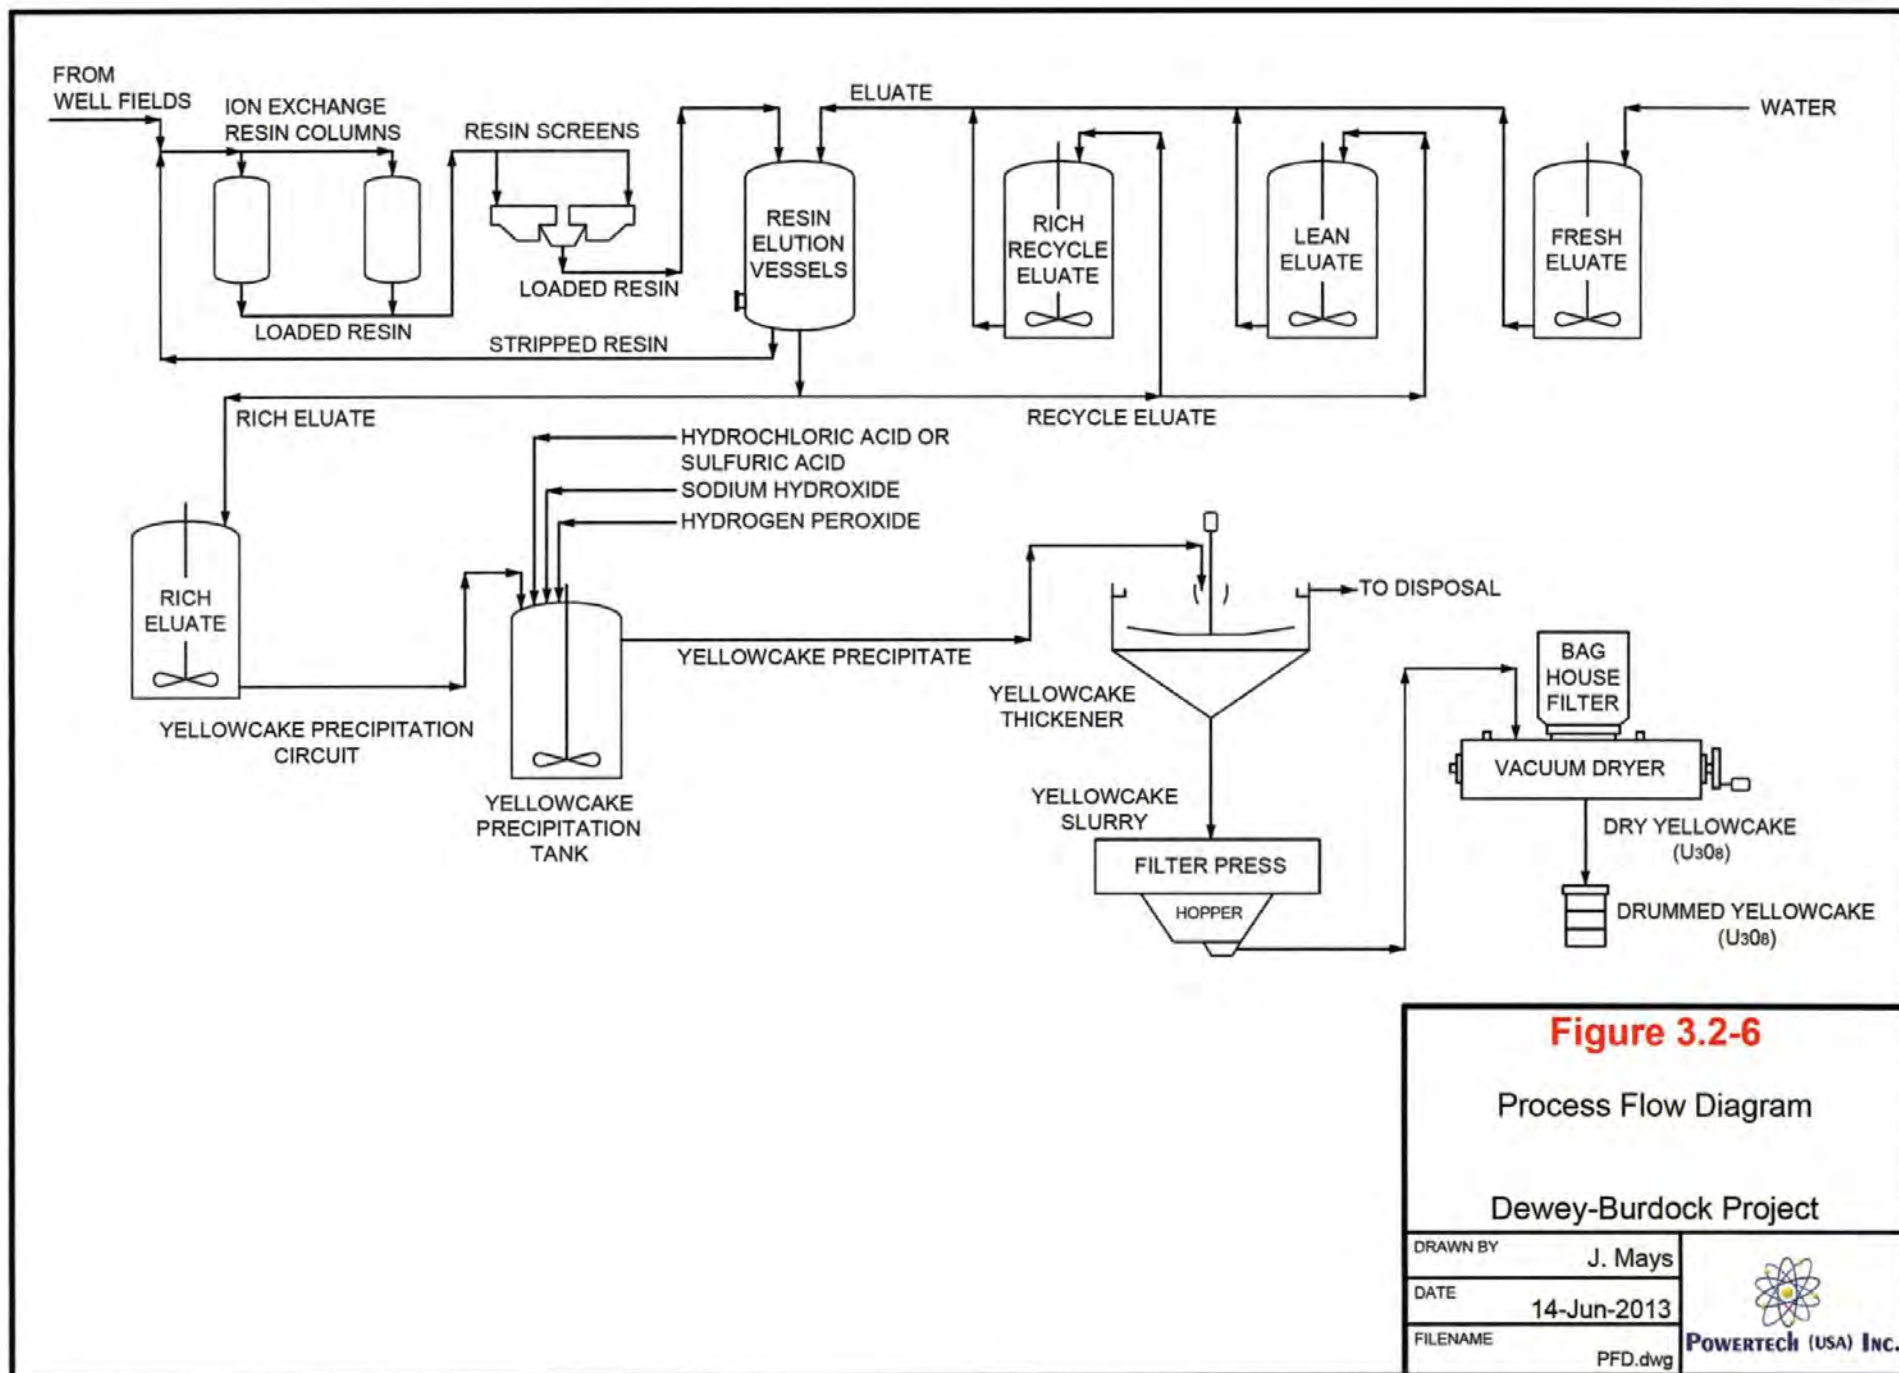 FROM
WELL FIELDS
ION EXCHANGE
RESIN COLUMNS
RESIN SCREENS
ELUATE
WATER
RESIN
ELUTION
VESSELS
RICH
RECYCLE
ELUATE
LEAN
ELUATE
FRESH
ELUATE
LOADED RESIN
LOADED RESIN
STRIPPED RESIN
RICH ELUATE
RECYCLE ELUATE
HYDROCHLORIC ACID OR
SULFURIC ACID
SODIUM HYDROXIDE
HYDROGEN PEROXIDE
RICH
ELUATE
YELLOWCAKE PRECIPITATION
CIRCUIT
YELLOWCAKE
PRECIPITATION
TANK
YELLOWCAKE PRECIPITATE
TO DISPOSAL
YELLOWCAKE
THICKENER
YELLOWCAKE
SLURRY
FILTER PRESS
HOPPER
BAG
HOUSE
FILTER
VACUUM DRYER
DRY YELLOWCAKE
(U3O8)
DRUMMED YELLOWCAKE
(U3O8)
Figure 3.2-6
Process Flow Diagram
Dewey-Burdock Project
DRAWN BY
J. Mays
DATE
14-Jun-2013
FILENAME
PFD.dwg
POWERTECH (USA) INC.